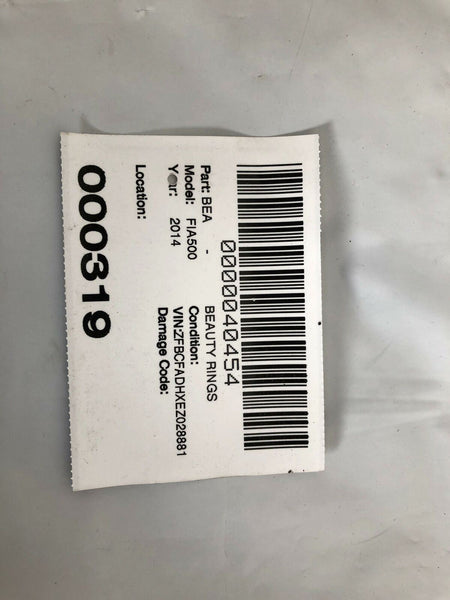 0000040454
Part: BEA - BEAUTY RINGS
Model: FIA500 Condition:
Year: 2014 VIN:ZFBCFADHXEZ028881
Damage Code:
Location:
000319